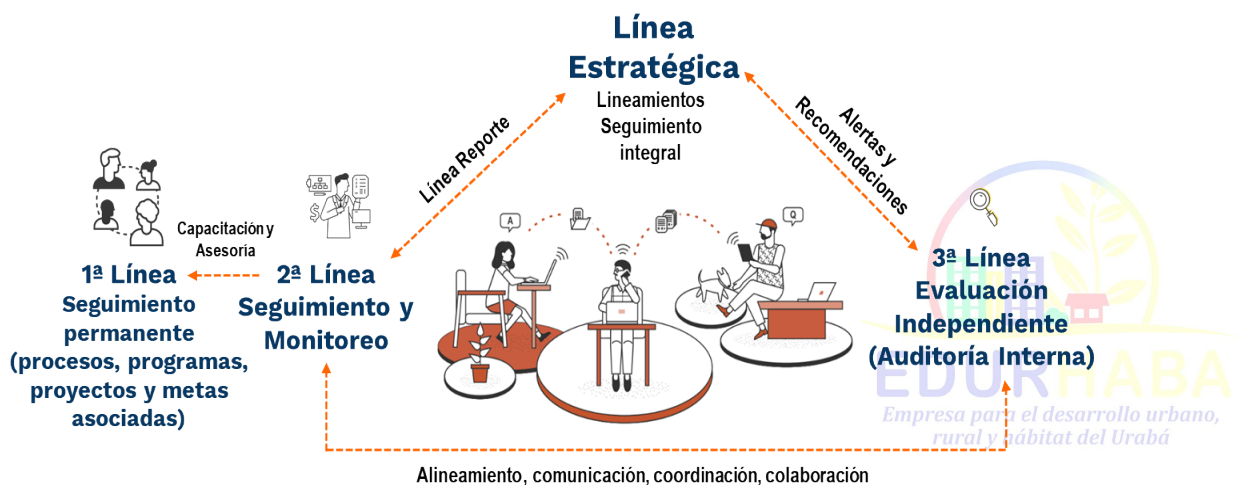 Línea
Estratégica
Lineamientos
Seguimiento
integral
Línea Reporte
Alertas y
Recomendaciones
Capacitación y
Asesoría
1ª Línea
Seguimiento
permanente
(procesos, programas,
proyectos y metas
asociadas)
2ª Línea
Seguimiento y
Monitoreo
A
Q
3ª Línea
Evaluación
Independiente
(Auditoría Interna)
EDURHABA
Empresa para el desarrollo urbano,
rural y hábitat del Urabá
Alineamiento, comunicación, coordinación, colaboración